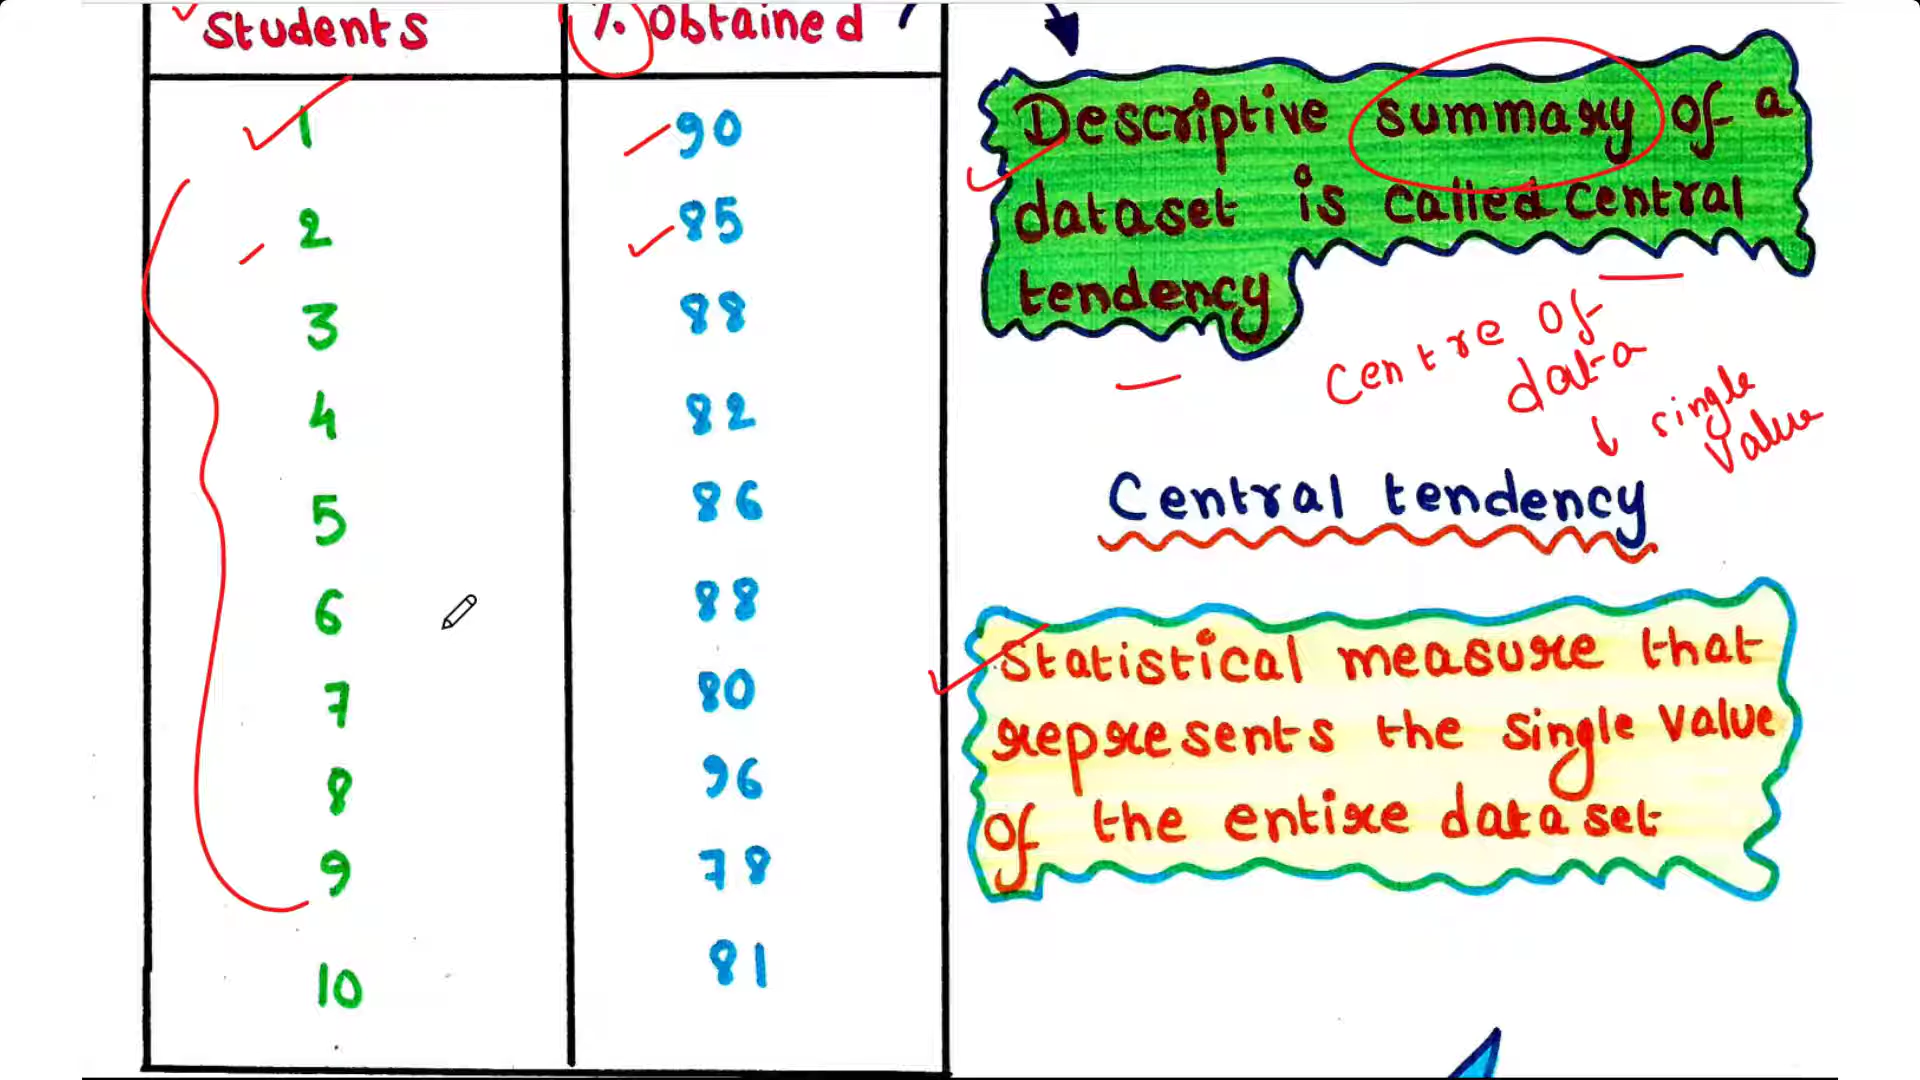 Students % Obtained
1 90
2 85
3 88
4 82
5 86
6 88
7 80
8 96
9 78
10 81
Descriptive summary of a
dataset is called central
tendency
Centre of
data
single
value
Central tendency
Statistical measure that
represents the single value
of the entire dataset